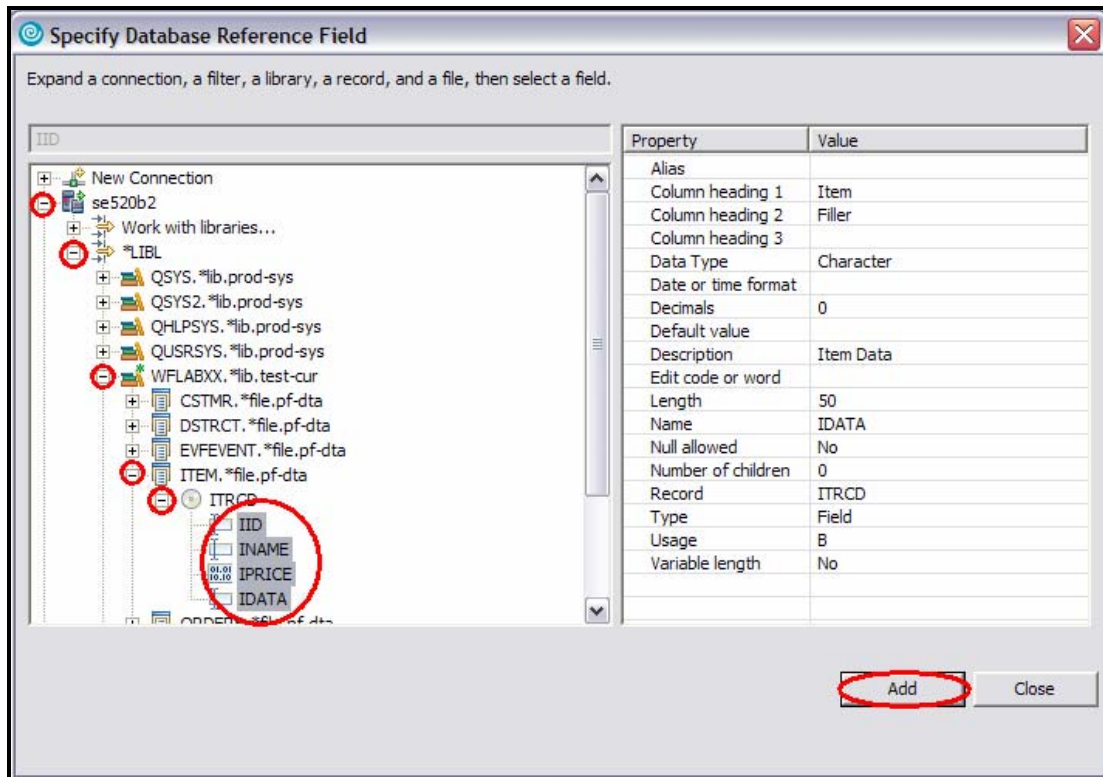 Specify Database Reference Field
Expand a connection, a filter, a library, a record, and a file, then select a field.
IID
New Connection
se520b2
Work with libraries...
*LIBL
QSYS.*lib.prod-sys
QSYS2.*lib.prod-sys
QHLPSYS.*lib.prod-sys
QUSRSYS.*lib.prod-sys
WFLABXX.*lib.test-cur
CSTMR.*file.pf-dta
DSTRCT.*file.pf-dta
EVFEVENT.*file.pf-dta
ITEM.*file.pf-dta
ITRCD
IID
INAME
IPRICE
IDATA
Property Value
Alias
Column heading 1 Item
Column heading 2 Filler
Column heading 3
Data Type Character
Date or time format
Decimals 0
Default value
Description Item Data
Edit code or word
Length 50
Name IDATA
Null allowed No
Number of children 0
Record ITRCD
Type Field
Usage B
Variable length No
Add Close